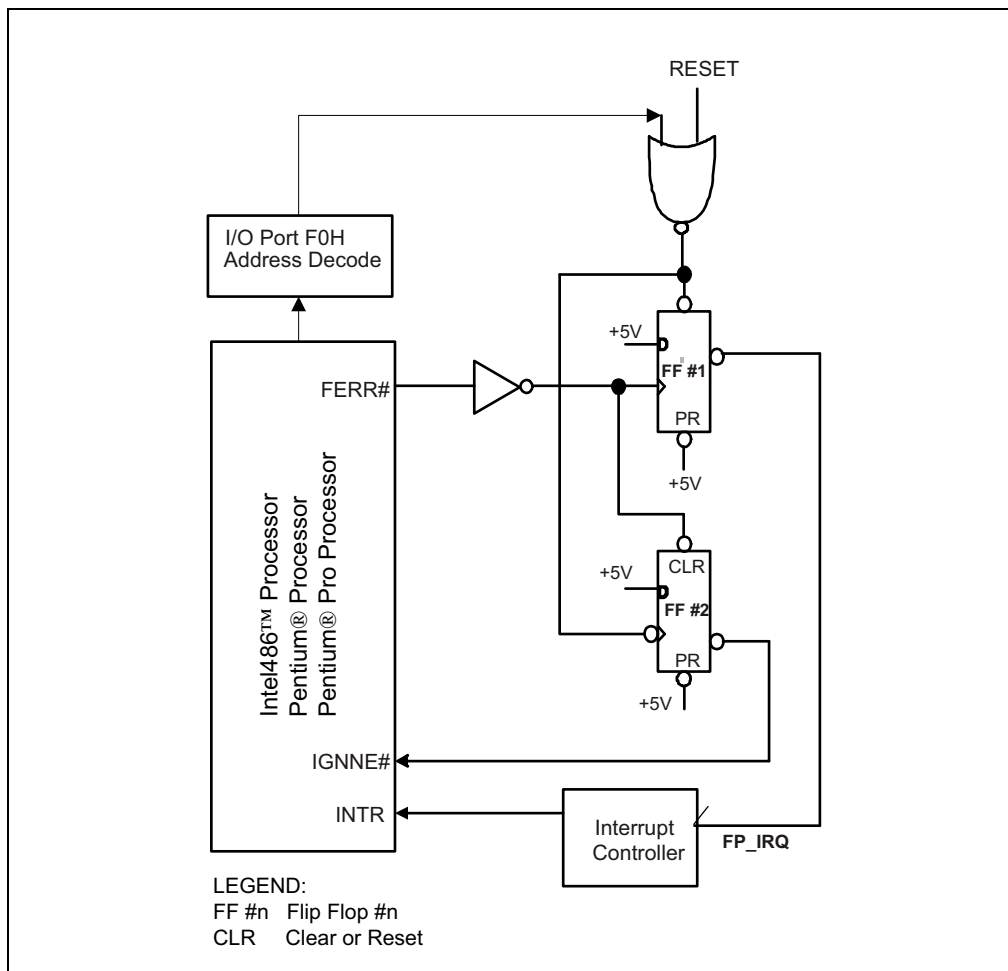 RESET
I/O Port F0H
Address Decode
+5V
FF #1
FERR#
PR
+5V
CLR
+5V
FF #2
PR
+5V
Intel486™ Processor
Pentium® Processor
Pentium® Pro Processor
IGNNE#
INTR
Interrupt
Controller
FP_IRQ
LEGEND:
FF #n Flip Flop #n
CLR Clear or Reset